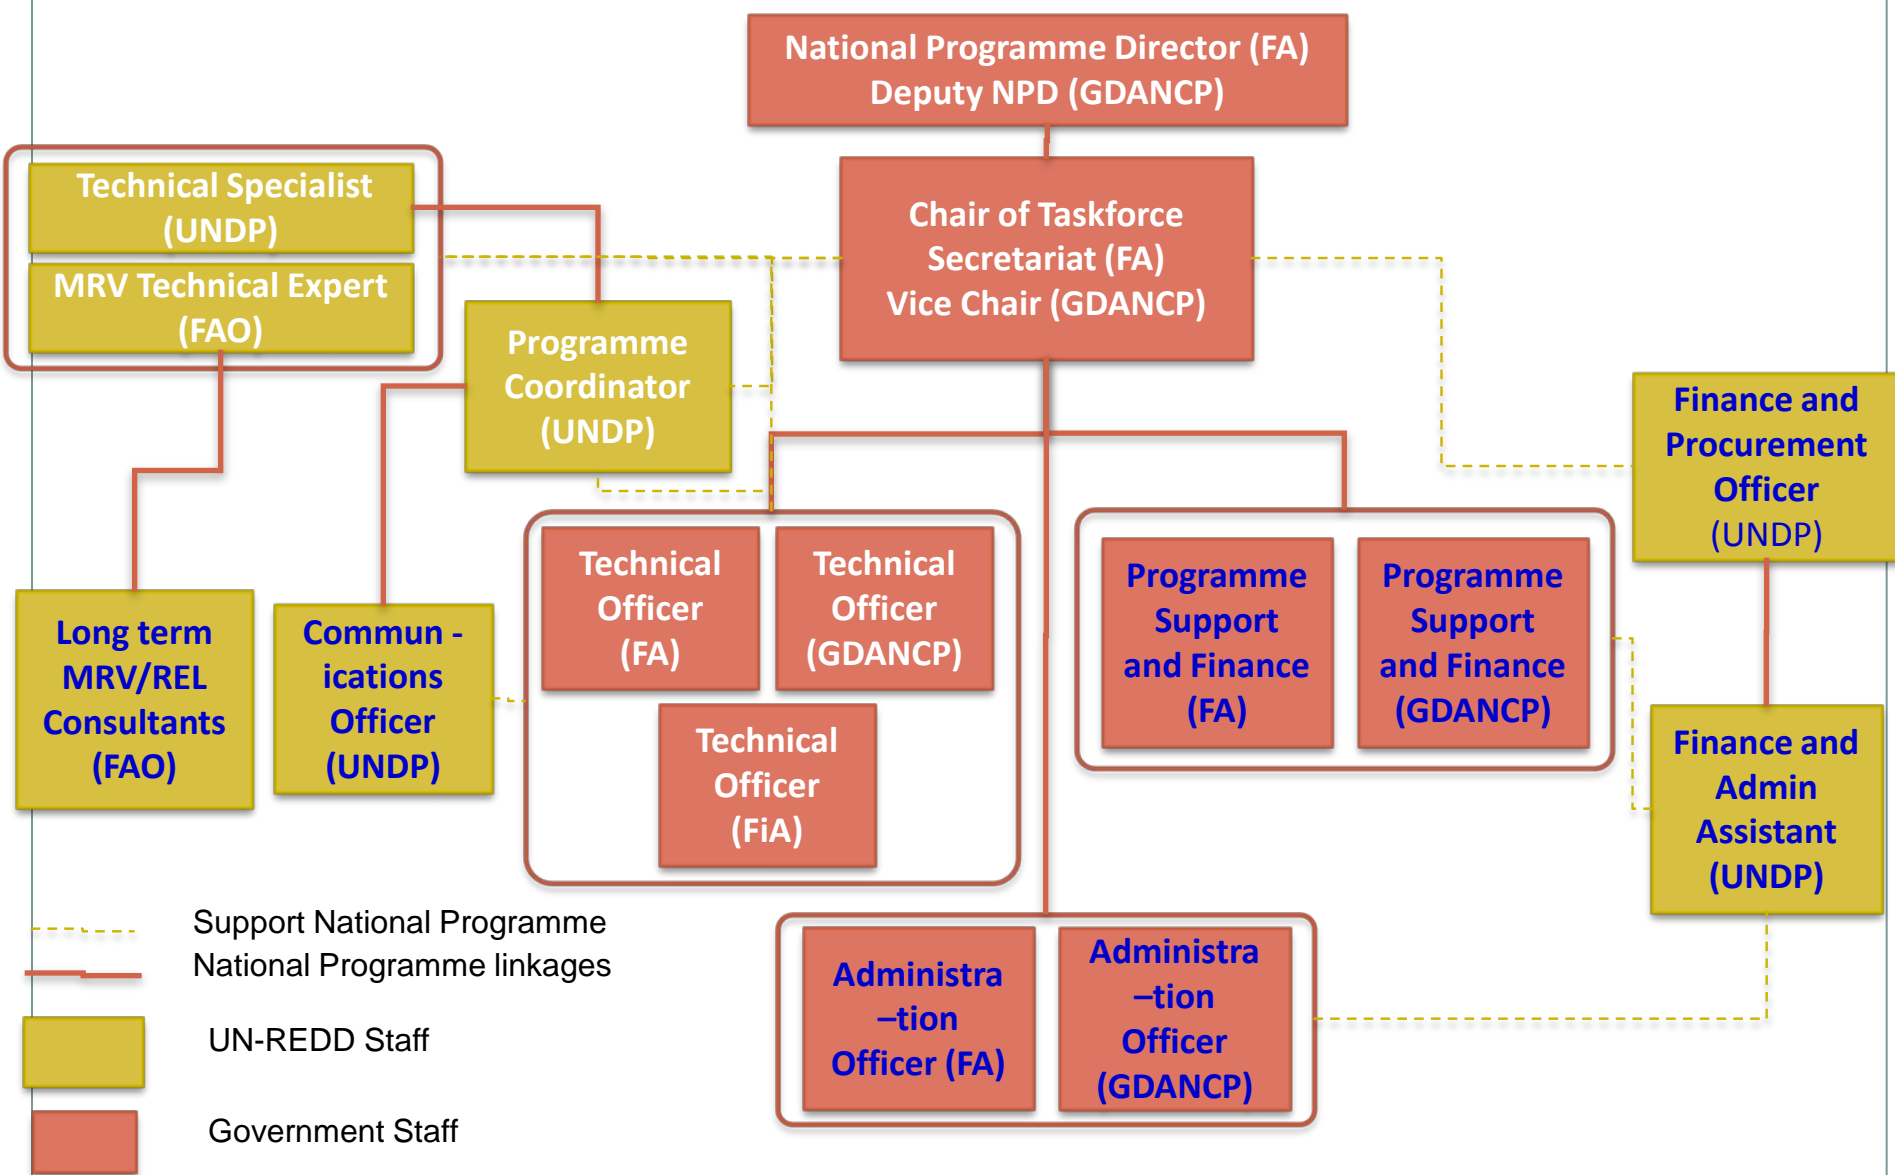 National Programme Director (FA)
Deputy NPD (GDANCP)
Technical Specialist
(UNDP)
MRV Technical Expert
(FAO)
Chair of Taskforce
Secretariat (FA)
Vice Chair (GDANCP)
Programme
Coordinator
(UNDP)
Finance and
Procurement
Officer
(UNDP)
Long term
MRV/REL
Consultants
(FAO)
Commun -
ications
Officer
(UNDP)
Technical
Officer
(FA)
Technical
Officer
(GDANCP)
Technical
Officer
(FiA)
Programme
Support
and Finance
(FA)
Programme
Support
and Finance
(GDANCP)
Finance and
Admin
Assistant
(UNDP)
Administra
–tion
Officer (FA)
Administra
–tion
Officer
(GDANCP)
Support National Programme
National Programme linkages
UN-REDD Staff
Government Staff